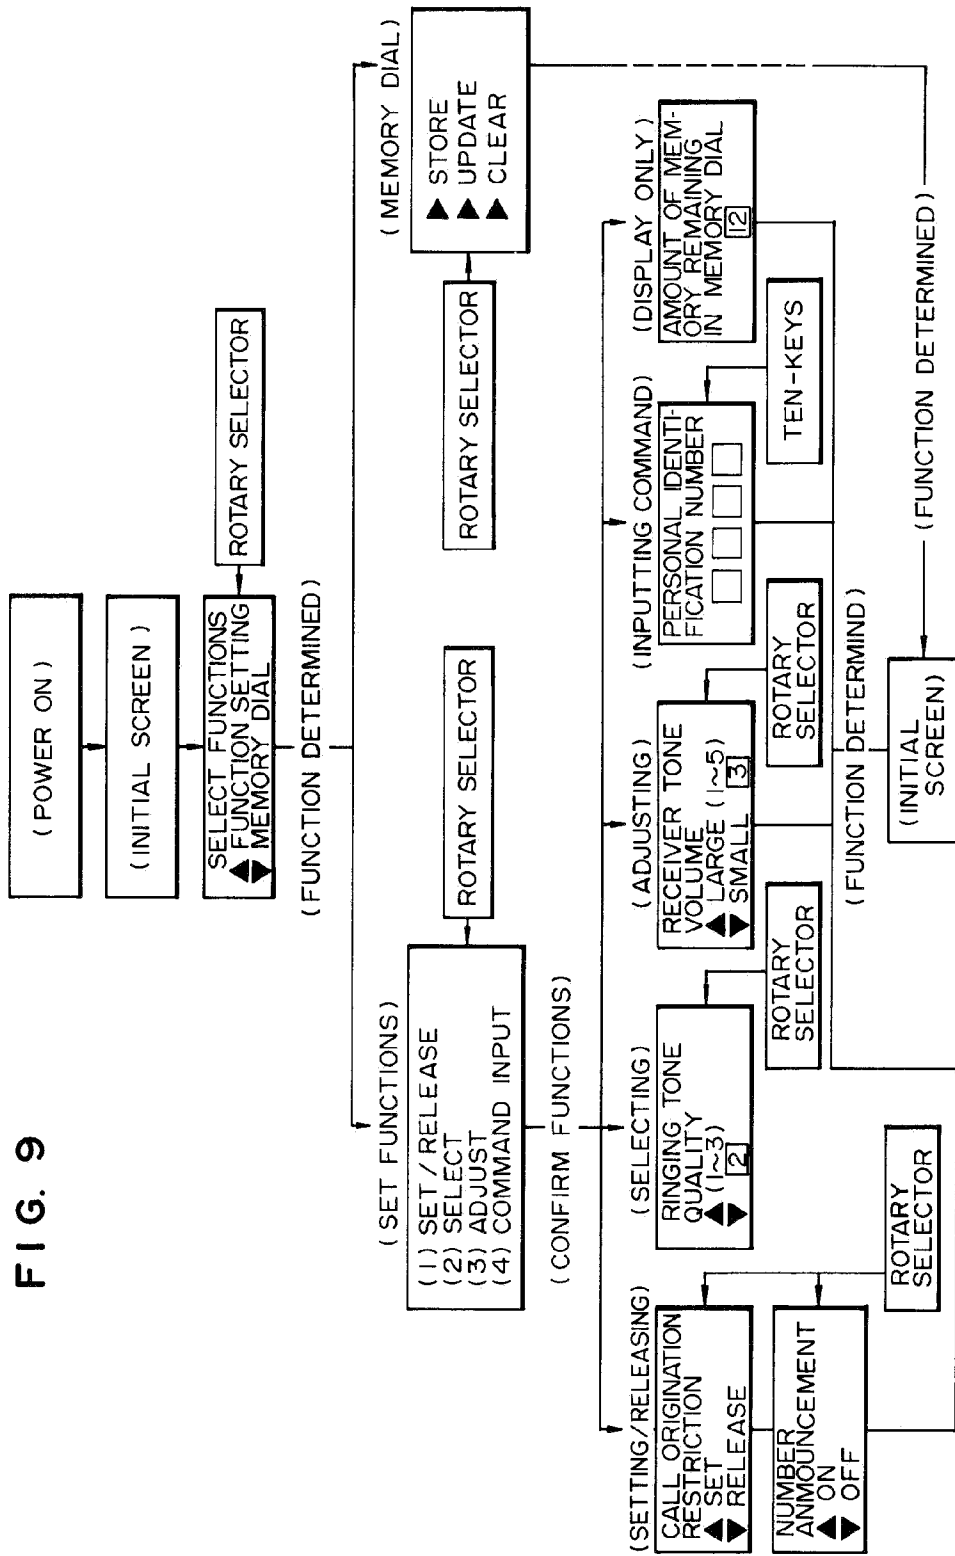 FIG. 9
(POWER ON)
(INITIAL SCREEN)
SELECT FUNCTIONS
▲ FUNCTION SETTING
▼ MEMORY DIAL
ROTARY SELECTOR
(FUNCTION DETERMINED)
(SET FUNCTIONS)
(1) SET/RELEASE
(2) SELECT
(3) ADJUST
(4) COMMAND INPUT
ROTARY SELECTOR
(MEMORY DIAL)
▲ STORE
▲ UPDATE
▲ CLEAR
ROTARY SELECTOR
(CONFIRM FUNCTIONS)
(SETTING/RELEASING)
CALL ORIGINATION
RESTRICTION
▲ SET
▼ RELEASE
NUMBER
ANMOUNCEMENT
▲ ON
▼ OFF
ROTARY
SELECTOR
(SELECTING)
RINGING TONE
QUALITY
▲ (1~3)
▼ 2
ROTARY
SELECTOR
(ADJUSTING)
RECEIVER TONE
VOLUME
▲ LARGE (1~5)
▼ SMALL 3
ROTARY
SELECTOR
(INPUTTING COMMAND)
PERSONAL IDENTI-
FICATION NUMBER
□ □ □ □
TEN-KEYS
(DISPLAY ONLY)
AMOUNT OF MEM-
ORY REMAINING
IN MEMORY DIAL
12
(FUNCTION DETERMIND)
(FUNCTION DETERMINED)
(INITIAL
SCREEN)